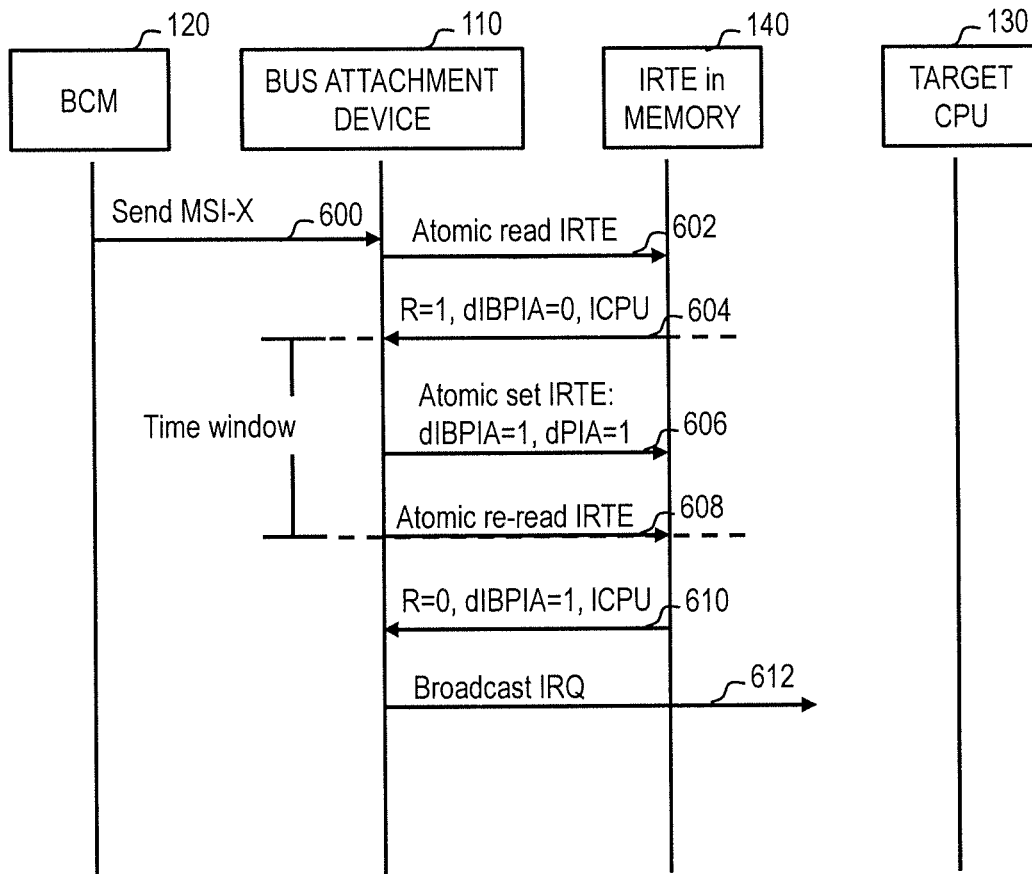 120
110
140
130
BCM
BUS ATTACHMENT
DEVICE
IRTE in
MEMORY
TARGET
CPU
Send MSI-X
600
Atomic read IRTE
602
R=1, dIBPIA=0, ICPU
604
Time window
Atomic set IRTE:
dIBPIA=1, dPIA=1
606
Atomic re-read IRTE
608
R=0, dIBPIA=1, ICPU
610
Broadcast IRQ
612